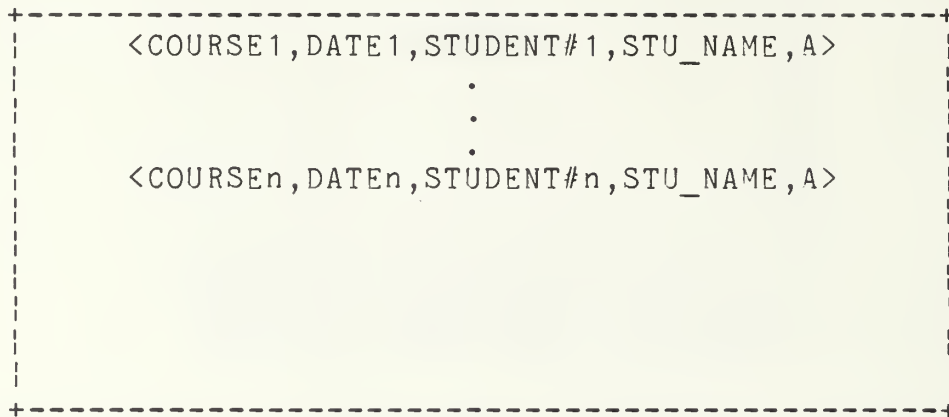 <COURSE1,DATE1,STUDENT#1,STU_NAME,A>
.
.
.
<COURSEn,DATEn,STUDENT#n,STU_NAME,A>